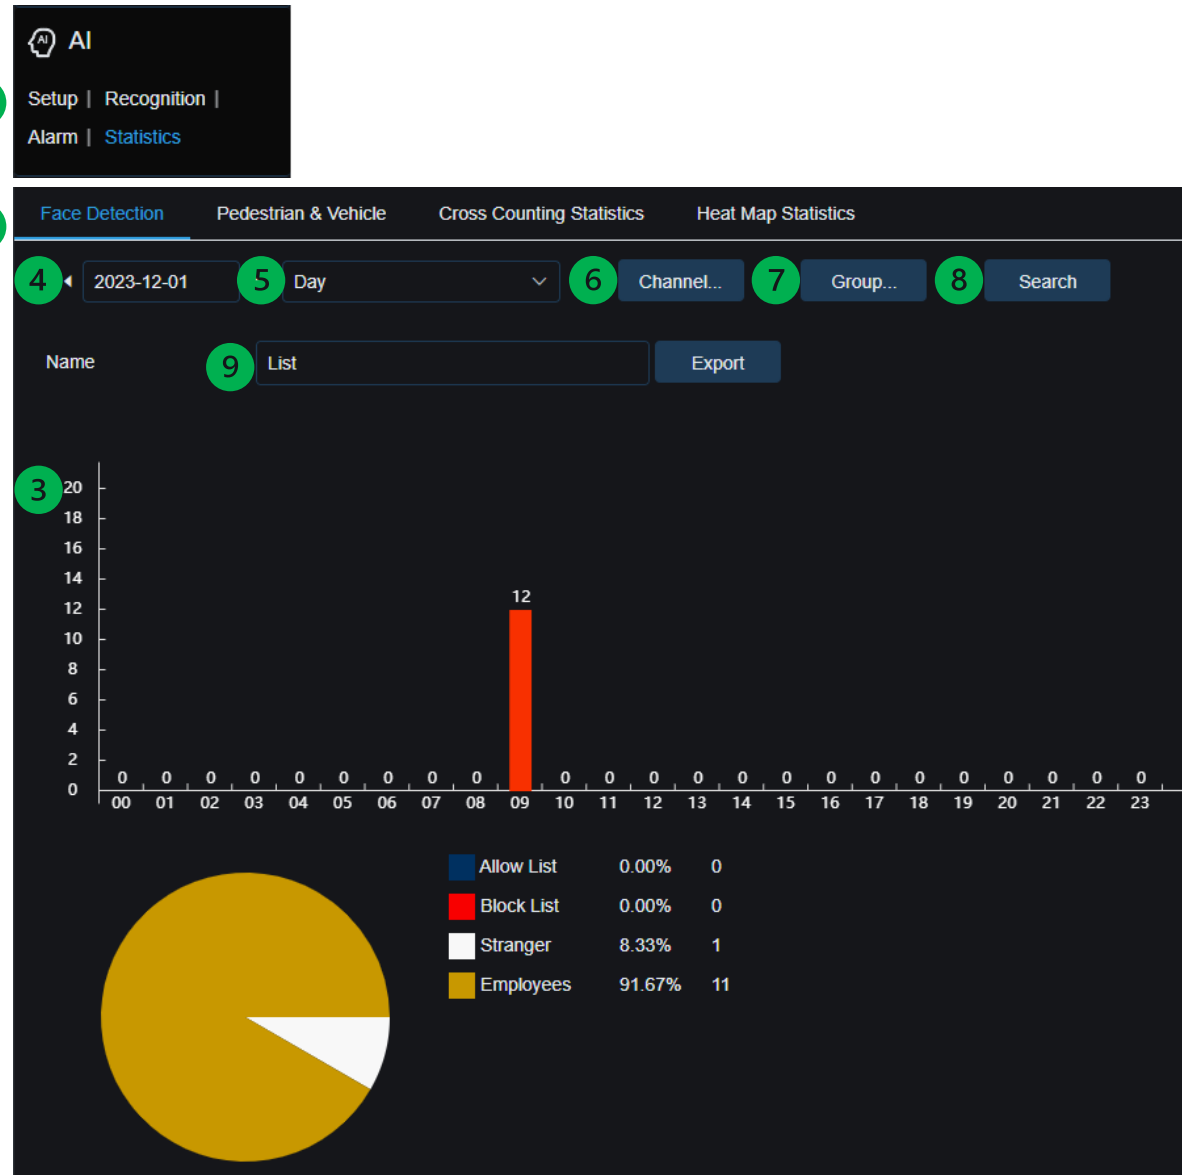 AI AI
Setup | Recognition |
Alarm | Statistics
Face Detection Pedestrian & Vehicle Cross Counting Statistics Heat Map Statistics
4 2023-12-01 5 Day 6 Channel... 7 Group... 8 Search
Name 9 List Export
3 20
18
16
14
12 12
10
8
6
4
2
0 0 0 0 0 0 0 0 0 0 0 0 0 0 0 0 0 0 0 0 0 0 0 0
00 01 02 03 04 05 06 07 08 09 10 11 12 13 14 15 16 17 18 19 20 21 22 23
Allow List 0.00% 0
Block List 0.00% 0
Stranger 8.33% 1
Employees 91.67% 11